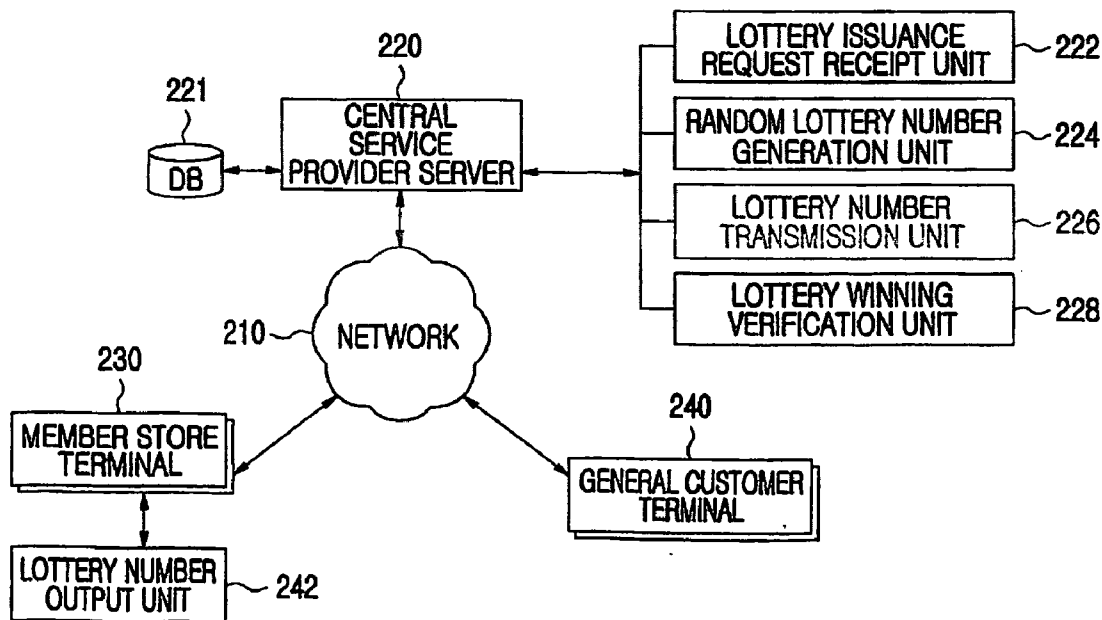 220
CENTRAL
SERVICE
PROVIDER SERVER
221
DB
LOTTERY ISSUANCE
REQUEST RECEIPT UNIT
222
RANDOM LOTTERY NUMBER
GENERATION UNIT
224
LOTTERY NUMBER
TRANSMISSION UNIT
226
LOTTERY WINNING
VERIFICATION UNIT
228
210
NETWORK
230
MEMBER STORE
TERMINAL
240
GENERAL CUSTOMER
TERMINAL
LOTTERY NUMBER
OUTPUT UNIT
242